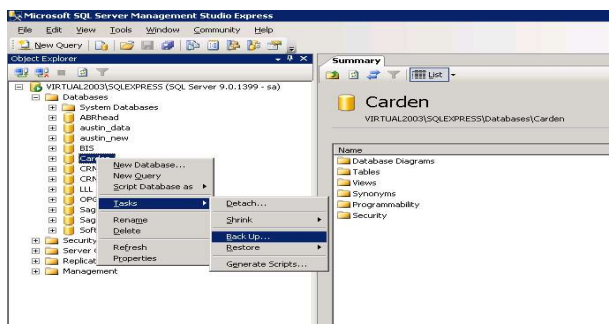 Microsoft SQL Server Management Studio Express
File Edit View Tools Window Community Help
New Query
Object Explorer
VIRTUAL2003\SQLEXPRESS (SQL Server 9.0.1399 - sa)
Databases
System Databases
ABRhead
austin_data
austin_new
BIS
Carden
CRM
CRM
LLL
OPG
Sag
Sag
Soft
Security
Server
Replicat
Management
New Database...
New Query
Script Database as
Tasks
Rename
Delete
Refresh
Properties
Detach...
Shrink
Back Up...
Restore
Generate Scripts...
Summary
List
Carden
VIRTUAL2003\SQLEXPRESS\Databases\Carden
Name
Database Diagrams
Tables
Views
Synonyms
Programmability
Security